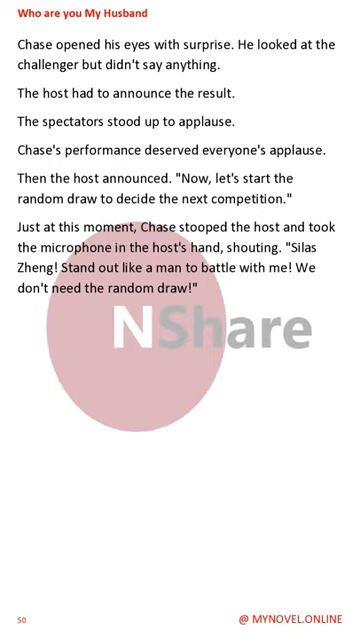 Who are you My Husband
Chase opened his eyes with surprise. He looked at the
challenger but didn't say anything.
The host had to announce the result.
The spectators stood up to applause.
Chase's performance deserved everyone's applause.
Then the host announced. "Now, let's start the
random draw to decide the next competition."
Just at this moment, Chase stooped the host and took
the microphone in the host's hand, shouting. "Silas
Zheng! Stand out like a man to battle with me! We
don't need the random draw!"
NShare
50
@ MYNOVEL.ONLINE